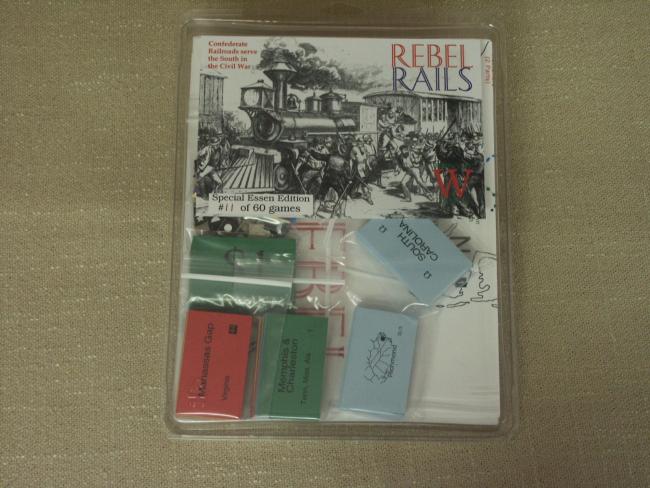 Confederate
Railroads serve
the South in
the Civil War
REBEL
RAILS
W
Special Essen Edition
#11 of 60 games
SOUTH
CAROLINA
Manassas Gap
Virginia
Memphis &
Charleston
Tenn, Miss, Ala
Richmond